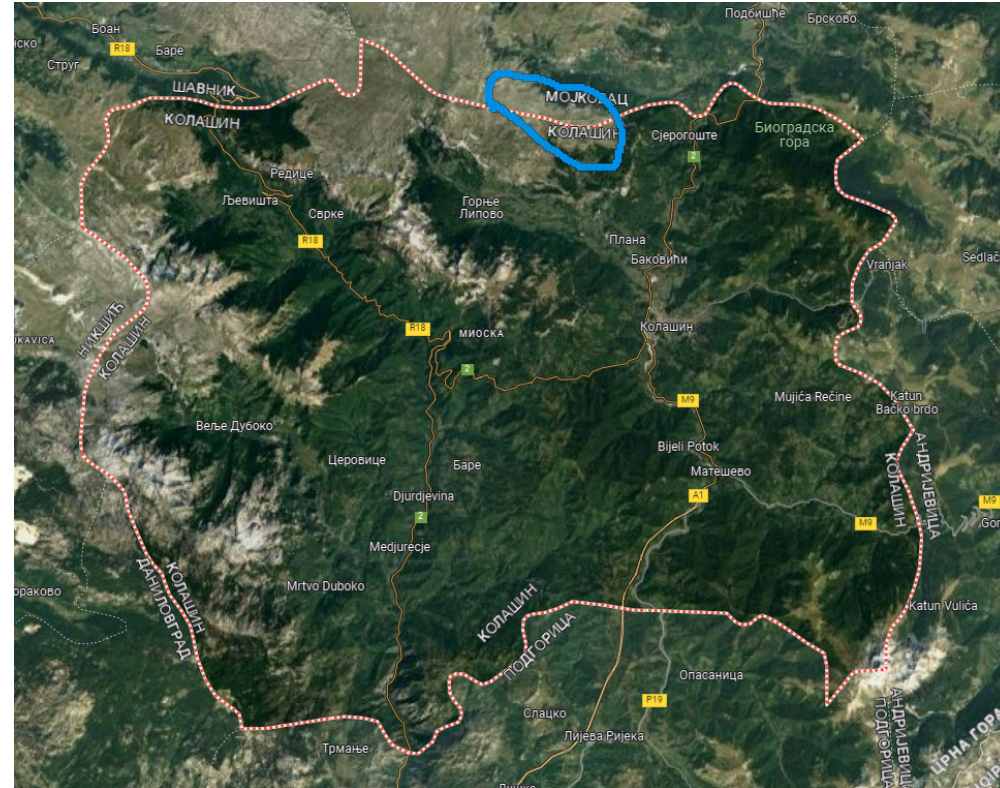 Подбишће
Брсково
Боан
R18
Баре
Струг
ШАВНИК
КОЛАШИН
МОЈКОВАЦ
КОЛАШИН
Сјерогоште
Биоградска
гора
2
Редице
Љевишта
Сврке
R18
Горње
Липово
Плана
Баковићи
Vranjak
НИКШИЋ
КОЛАШИН
R18
МИОСКА
Колашин
2
M9
Mujića Rečine
Katun
Bačko brdo
Веље Дубоко
Bijeli Potok
Матешево
Церовице
Баре
АНДРИЈЕВИЦА
КОЛАШИН
Djurdjevina
A1
M9
2
M9
Medjurecje
КОЛАШИН
ДАНИЛОВГРАД
Mrtvo Duboko
КОЛАШИН
ПОДГОРИЦА
Katun Vulića
Опасаница
P19
Слацко
Лијева Ријека
Трмање
ПОДГОРИЦА
ЦРНА ГОРА